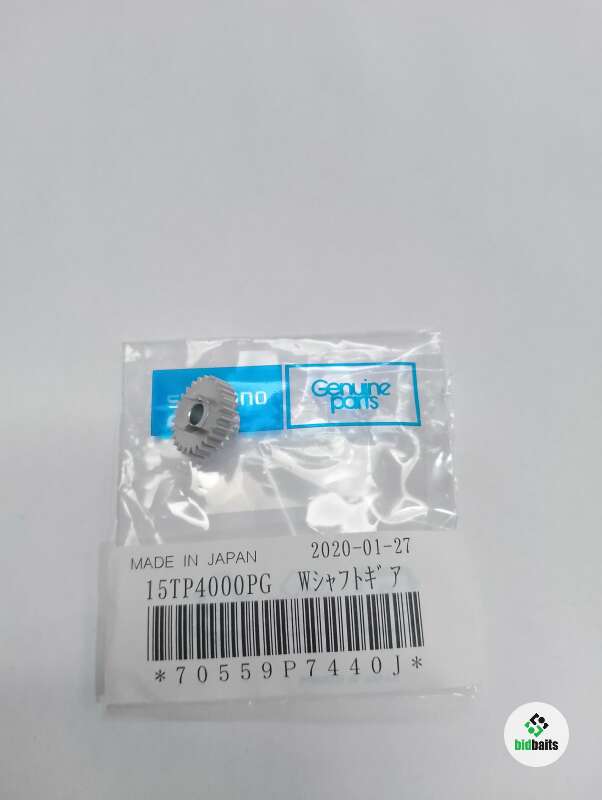 Genuine
parts
MADE IN JAPAN 2020-01-27
15TP4000PG Wシャフトギア
*70559P7440J*
bidbaits